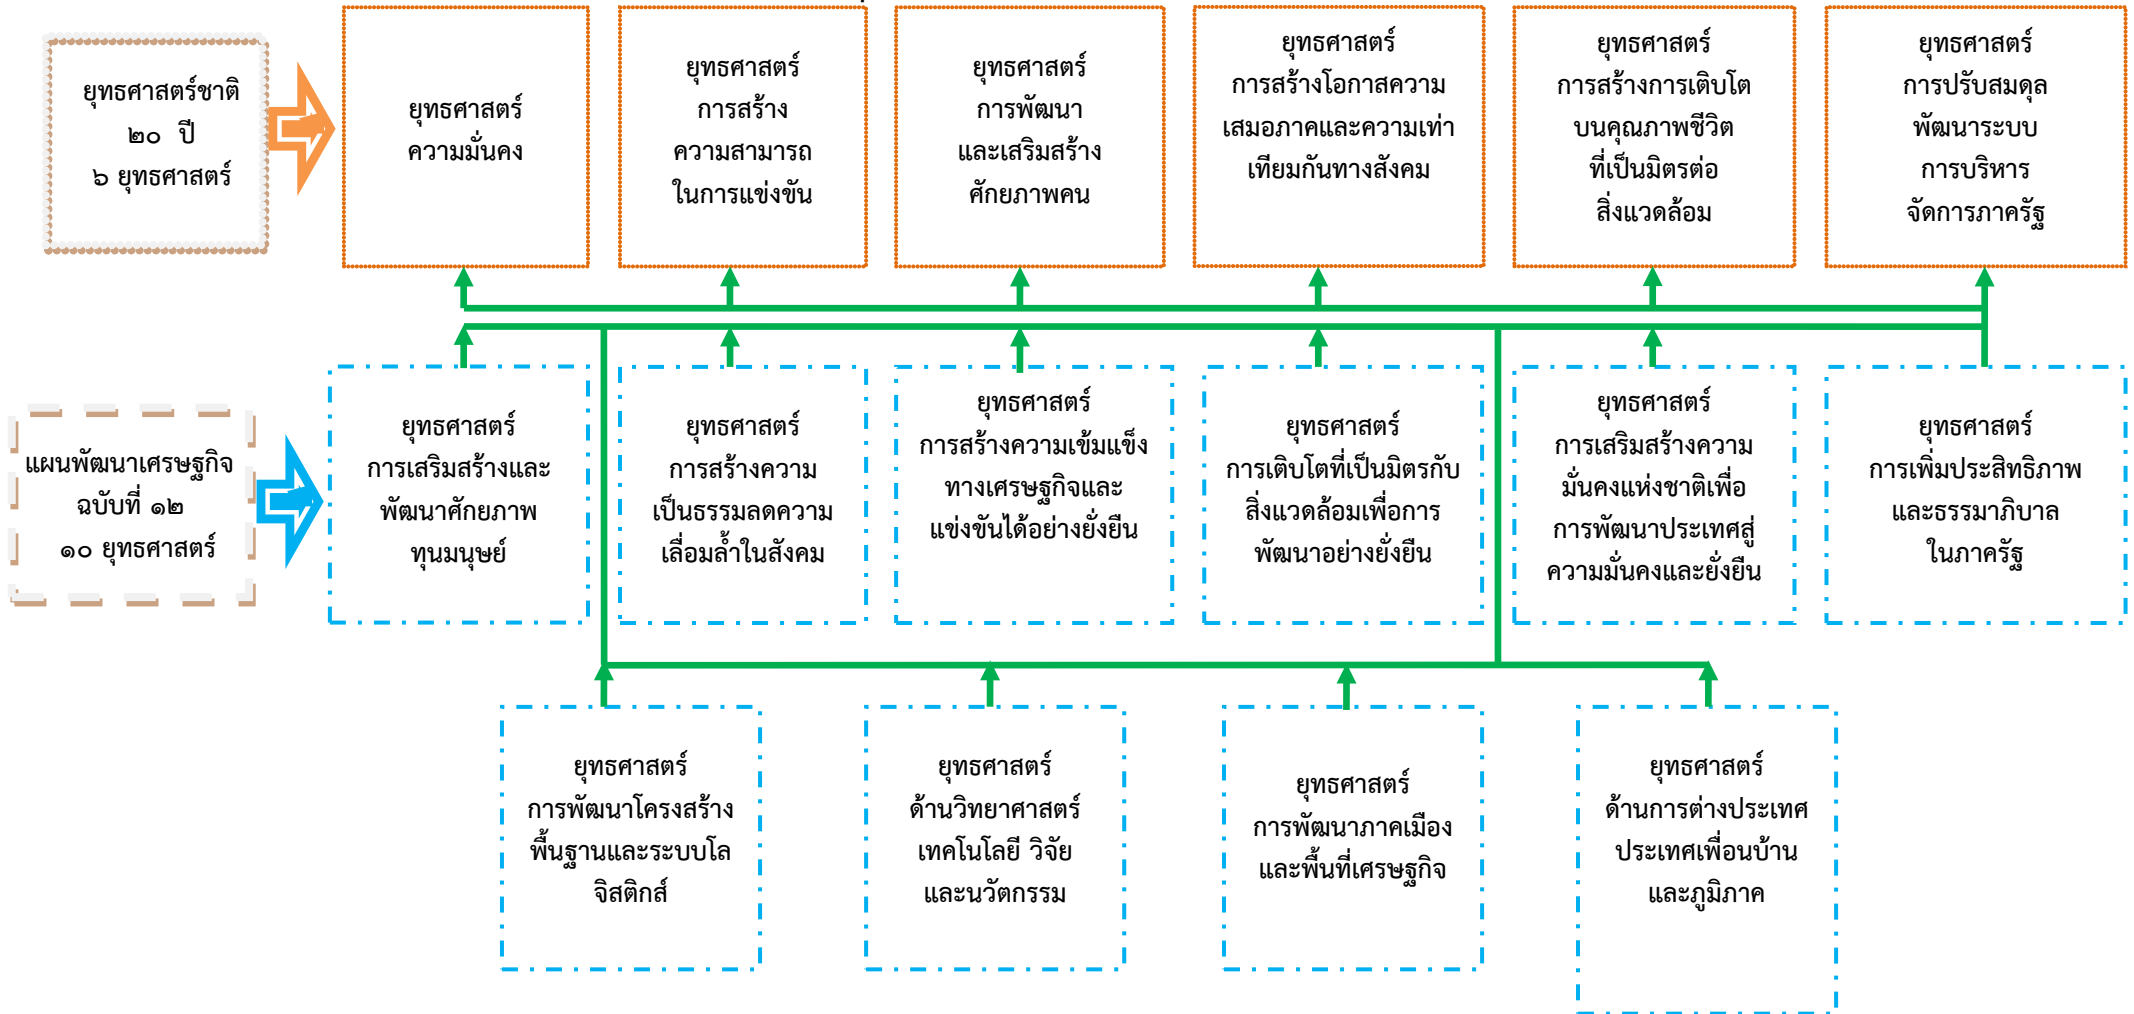 ยุทธศาสตร์ชาติ
๒๐ ปี
๖ ยุทธศาสตร์
ยุทธศาสตร์
ความมั่นคง
ยุทธศาสตร์
การสร้าง
ความสามารถ
ในการแข่งขัน
ยุทธศาสตร์
การพัฒนา
และเสริมสร้าง
ศักยภาพคน
ยุทธศาสตร์
การสร้างโอกาสความ
เสมอภาคและความเท่า
เทียมกันทางสังคม
ยุทธศาสตร์
การสร้างการเติบโต
บนคุณภาพชีวิต
ที่เป็นมิตรต่อ
สิ่งแวดล้อม
ยุทธศาสตร์
การปรับสมดุล
พัฒนาระบบ
การบริหาร
จัดการภาครัฐ
แผนพัฒนาเศรษฐกิจ
ฉบับที่ ๑๒
๑๐ ยุทธศาสตร์
ยุทธศาสตร์
การเสริมสร้างและ
พัฒนาศักยภาพ
ทุนมนุษย์
ยุทธศาสตร์
การสร้างความ
เป็นธรรมลดความ
เลื่อมล้ำในสังคม
ยุทธศาสตร์
การสร้างความเข้มแข็ง
ทางเศรษฐกิจและ
แข่งขันได้อย่างยั่งยืน
ยุทธศาสตร์
การเติบโตที่เป็นมิตรกับ
สิ่งแวดล้อมเพื่อการ
พัฒนาอย่างยั่งยืน
ยุทธศาสตร์
การเสริมสร้างความ
มั่นคงแห่งชาติเพื่อ
การพัฒนาประเทศสู่
ความมั่นคงและยั่งยืน
ยุทธศาสตร์
การเพิ่มประสิทธิภาพ
และธรรมาภิบาล
ในภาครัฐ
ยุทธศาสตร์
การพัฒนาโครงสร้าง
พื้นฐานและระบบโล
จิสติกส์
ยุทธศาสตร์
ด้านวิทยาศาสตร์
เทคโนโลยี วิจัย
และนวัตกรรม
ยุทธศาสตร์
การพัฒนาภาคเมือง
และพื้นที่เศรษฐกิจ
ยุทธศาสตร์
ด้านการต่างประเทศ
ประเทศเพื่อนบ้าน
และภูมิภาค